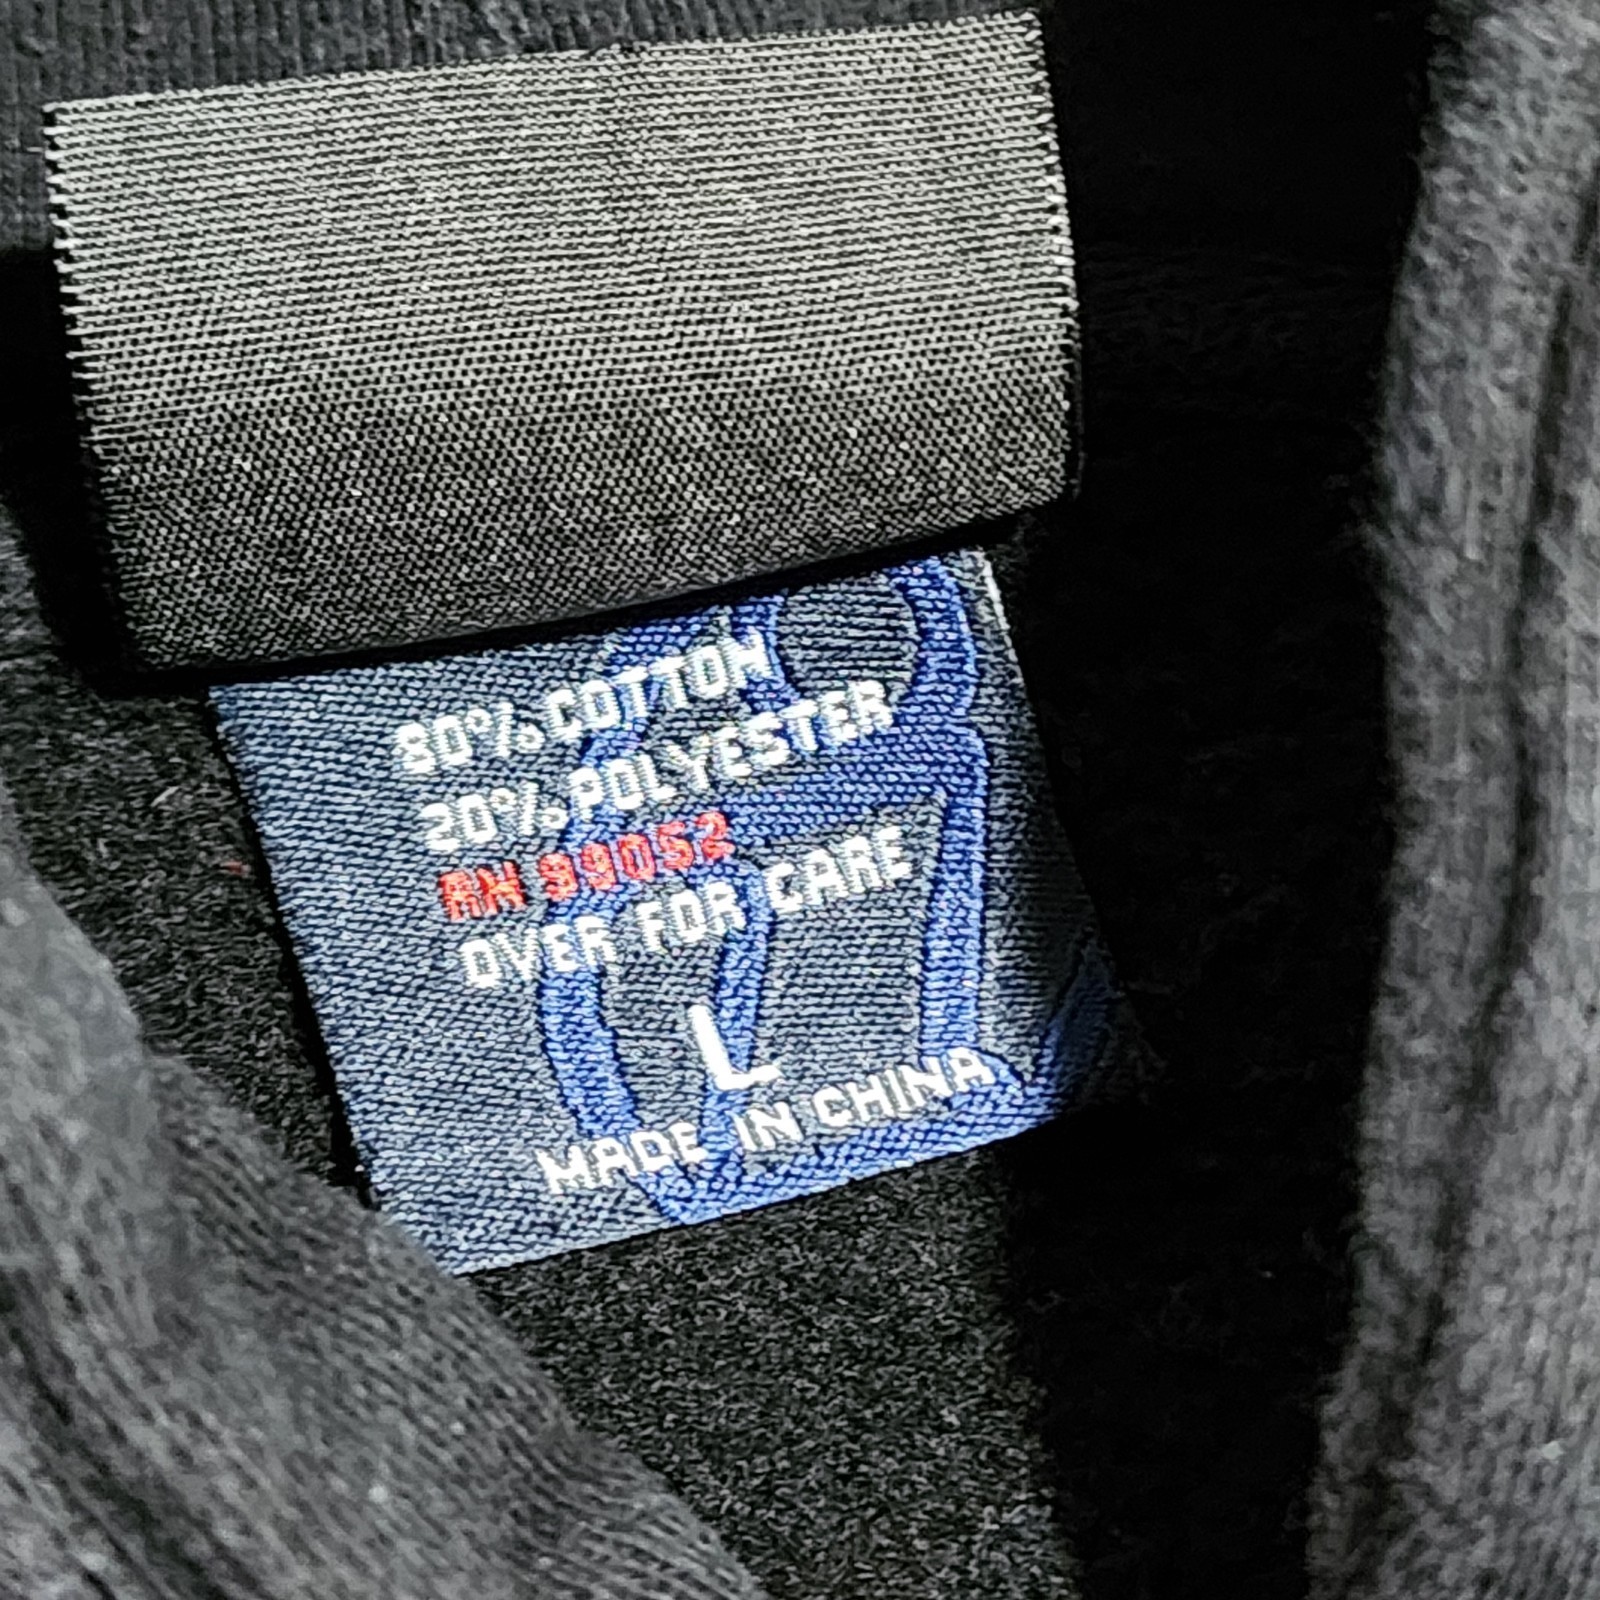 80% COTTON
20% POLYESTER
RN 99052
OVER FOR CARE
L
MADE IN CHINA